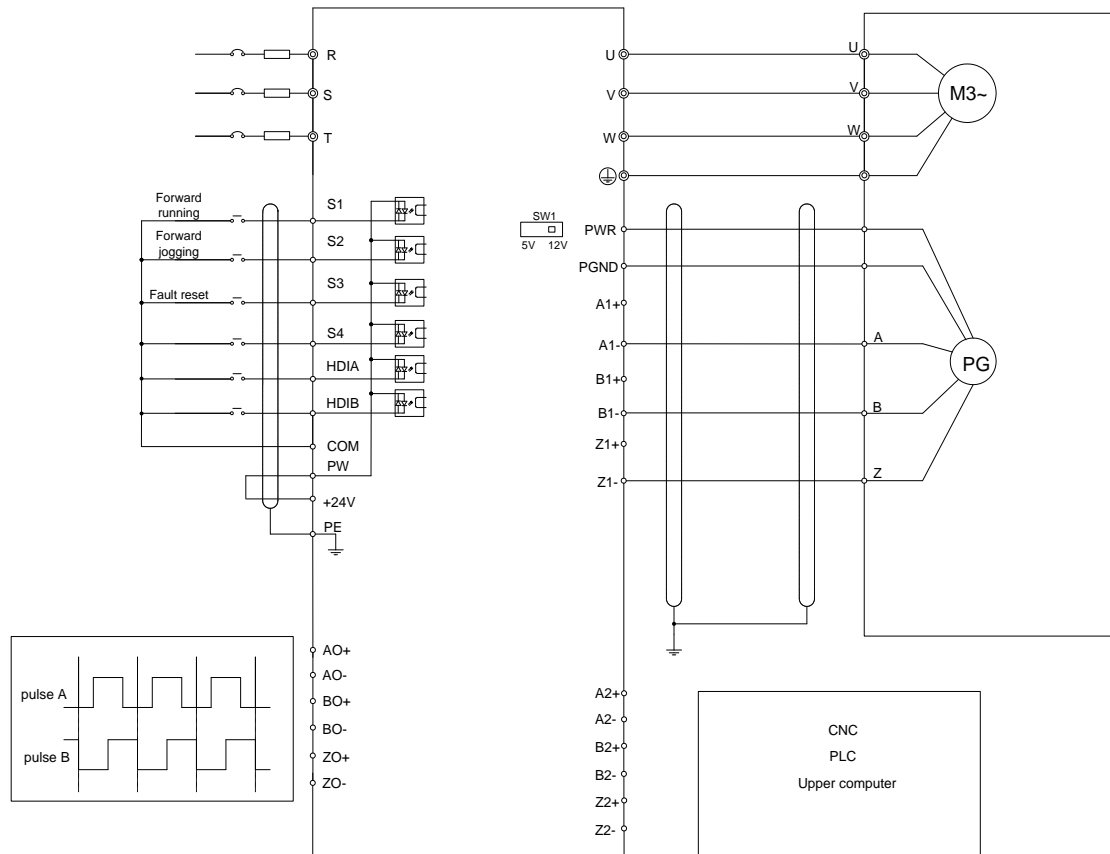 R
S
T
Forward
running
Forward
jogging
Fault reset
S1
S2
S3
S4
HDIA
HDIB
COM
PW
+24V
PE
SW1
5V 12V
U
V
W
PWR
PGND
A1+
A1-
B1+
B1-
Z1+
Z1-
U
V
W
M3~
A
B
Z
PG
pulse A
pulse B
AO+
AO-
BO+
BO-
ZO+
ZO-
A2+
A2-
B2+
B2-
Z2+
Z2-
CNC
PLC
Upper computer